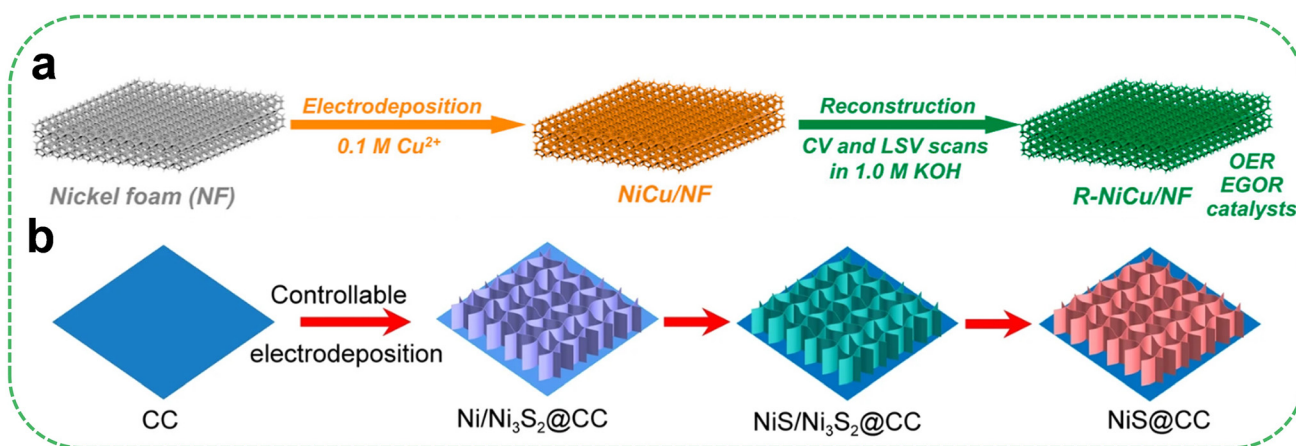 a
Electrodeposition
0.1 M Cu²⁺
Reconstruction
CV and LSV scans
in 1.0 M KOH
Nickel foam (NF)
NiCu/NF
R-NiCu/NF
OER
EGOR
catalysts
b
Controllable
electrodeposition
CC
Ni/Ni₃S₂@CC
NiS/Ni₃S₂@CC
NiS@CC